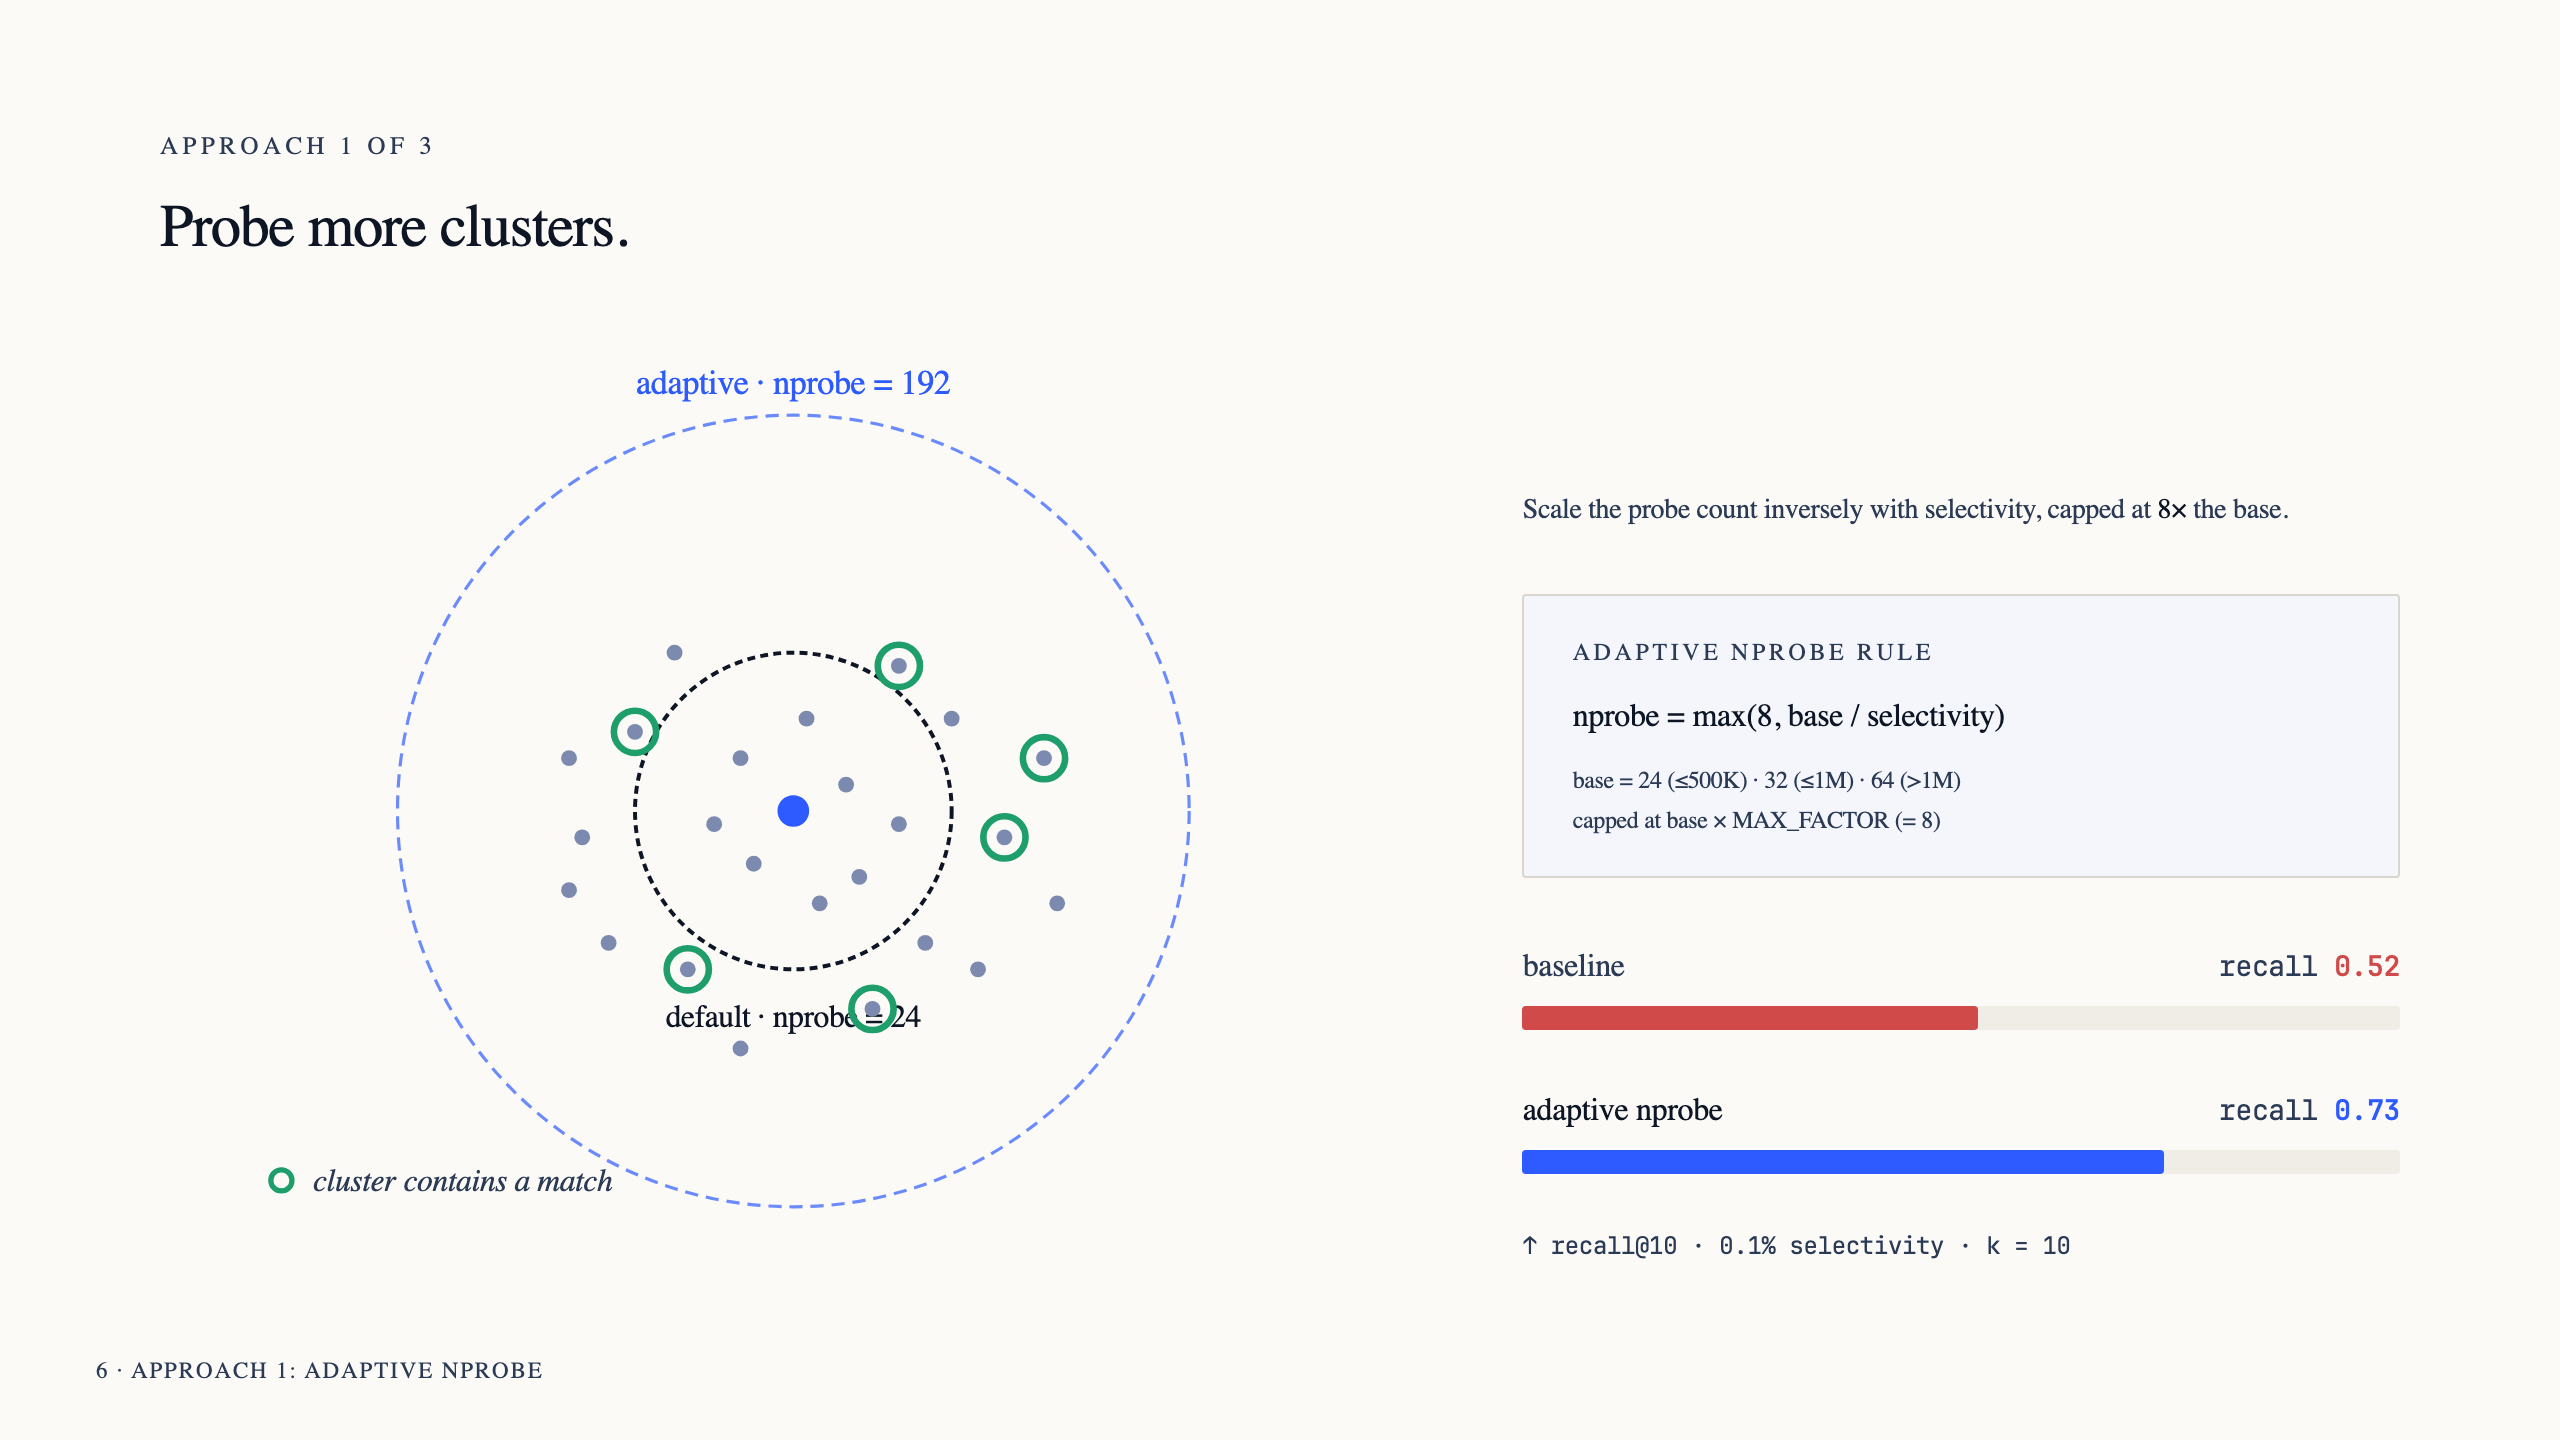 APPROACH 1 OF 3
Probe more clusters.
adaptive · nprobe = 192
default · nprobe = 24
cluster contains a match
Scale the probe count inversely with selectivity, capped at 8× the base.
ADAPTIVE NPROBE RULE
nprobe = max(8, base / selectivity)
base = 24 (≤500K) · 32 (≤1M) · 64 (>1M)
capped at base × MAX_FACTOR (= 8)
baseline recall 0.52
adaptive nprobe recall 0.73
↑ recall@10 · 0.1% selectivity · k = 10
6 · APPROACH 1: ADAPTIVE NPROBE